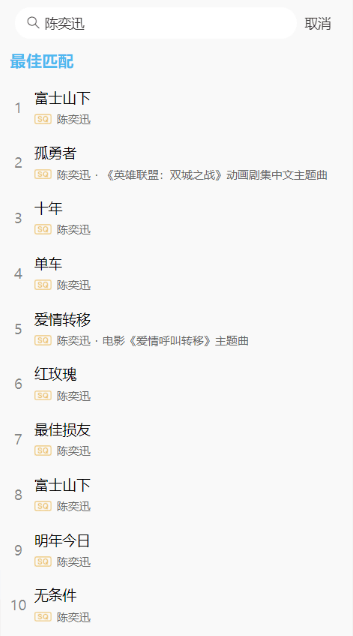 陈奕迅 取消
最佳匹配
1 富士山下
SQ 陈奕迅
2 孤勇者
SQ 陈奕迅 · 《英雄联盟：双城之战》动画剧集中文主题曲
3 十年
SQ 陈奕迅
4 单车
SQ 陈奕迅
5 爱情转移
SQ 陈奕迅 · 电影《爱情呼叫转移》主题曲
6 红玫瑰
SQ 陈奕迅
7 最佳损友
SQ 陈奕迅
8 富士山下
SQ 陈奕迅
9 明年今日
SQ 陈奕迅
10 无条件
SQ 陈奕迅